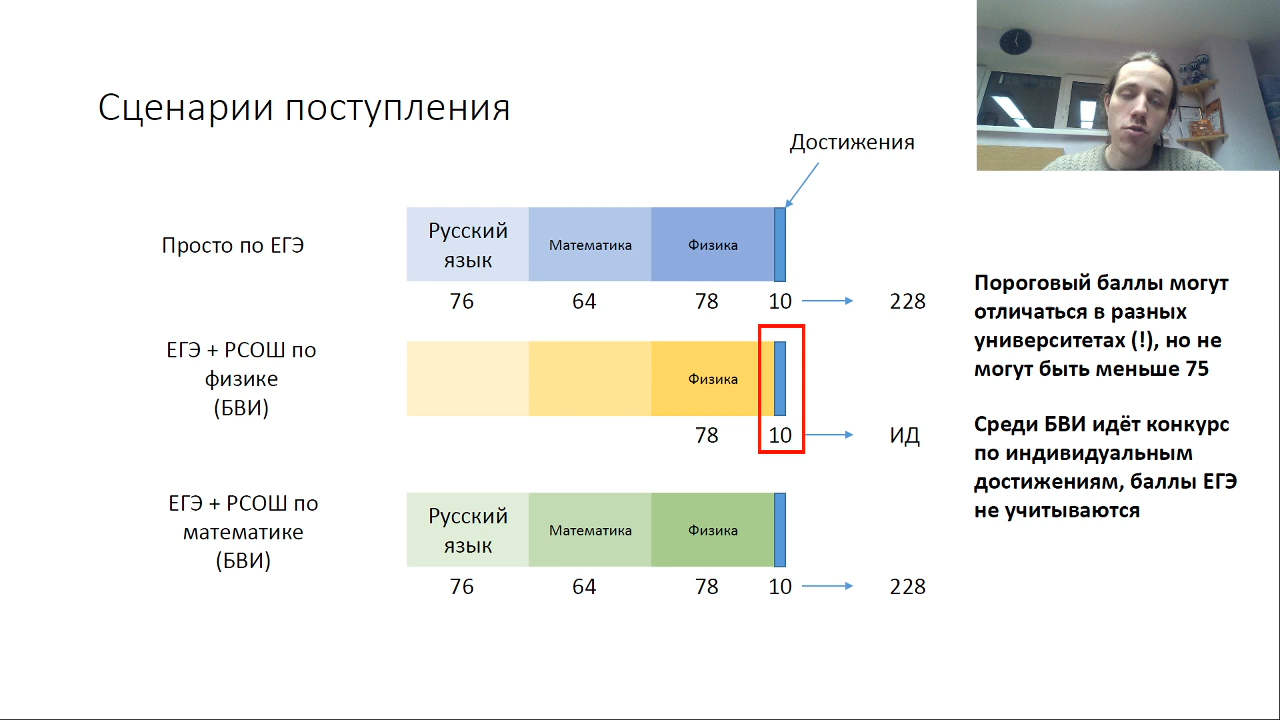 Сценарии поступления
Достижения
Просто по ЕГЭ
Русский
язык
Математика
Физика
76
64
78
10
228
ЕГЭ + РСОШ по
физике
(БВИ)
Физика
78
10
ИД
ЕГЭ + РСОШ по
математике
(БВИ)
Русский
язык
Математика
Физика
76
64
78
10
228
Пороговый баллы могут
отличаться в разных
университетах (!), но не
могут быть меньше 75
Среди БВИ идёт конкурс
по индивидуальным
достижениям, баллы ЕГЭ
не учитываются